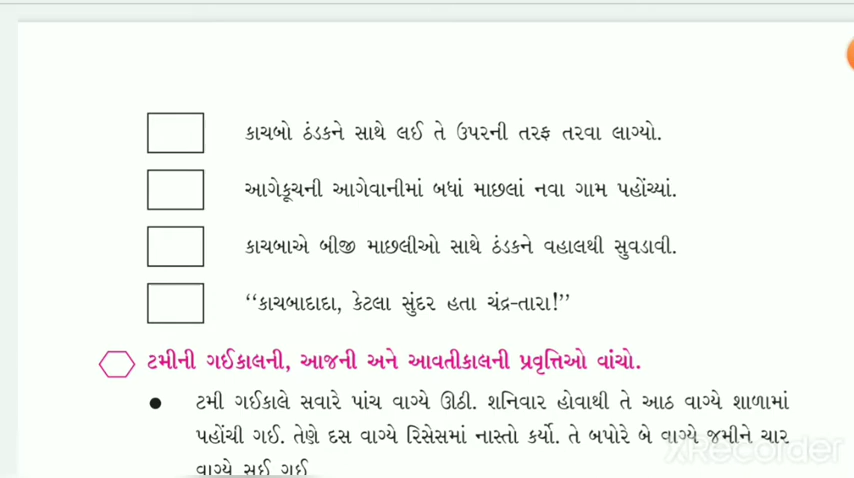 કાચબો ઠંડકને સાથે લઈ તે ઉપરની તરફ તરવા લાગ્યો.
આગેકૂચની આગેવાનીમાં બધાં માછલાં નવા ગામ પહોંચ્યાં.
કાચબાએ બીજી માછલીઓ સાથે ઠંડકને વહાલથી સુવડાવી.
“કાચબાદાદા, કેટલા સુંદર હતા ચંદ્ર-તારા!”
ટમીની ગઈકાલની, આજની અને આવતીકાલની પ્રવૃત્તિઓ વાંચો.
● ટમી ગઈકાલે સવારે પાંચ વાગ્યે ઊઠી. શનિવાર હોવાથી તે આઠ વાગ્યે શાળામાં
પહોંચી ગઈ. તેણે દસ વાગ્યે રિસેસમાં નાસ્તો કર્યો. તે બપોરે બે વાગ્યે જમીને ચાર
વાગ્યે સૂઈ ગઈ
XRecorder